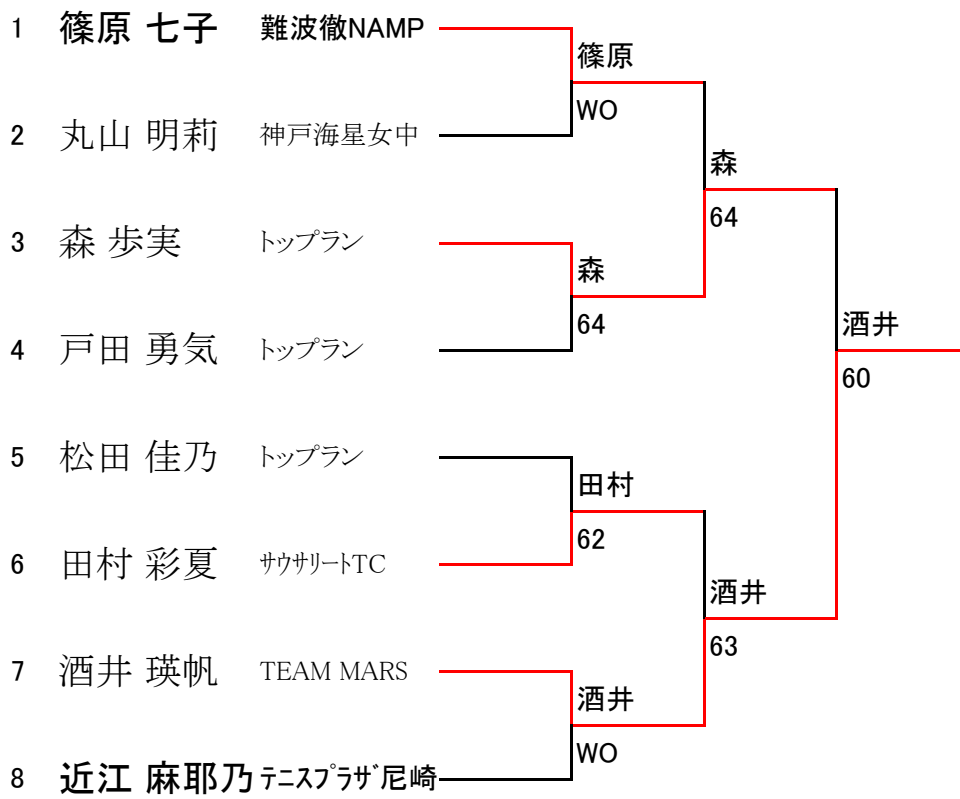 1 篠原 七子 難波徹NAMP
篠原
WO
2 丸山 明莉 神戸海星女中
森
64
3 森 歩実 トップラン
森
64
4 戸田 勇気 トップラン
酒井
60
5 松田 佳乃 トップラン
田村
62
6 田村 彩夏 ｻｳｻﾘｰﾄTC
酒井
63
7 酒井 瑛帆 TEAM MARS
酒井
WO
8 近江 麻耶乃 ﾃﾆｽﾌﾟﾗｻﾞ尼崎